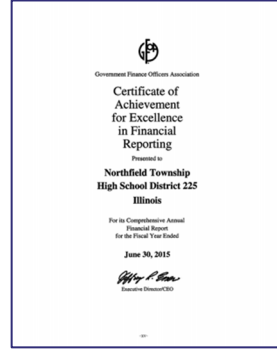 Government Finance Officers Association
Certificate of
Achievement
for Excellence
in Financial
Reporting
Presented to
Northfield Township
High School District 225
Illinois
For its Comprehensive Annual
Financial Report
for the Fiscal Year Ended
June 30, 2015
Executive Director/CEO